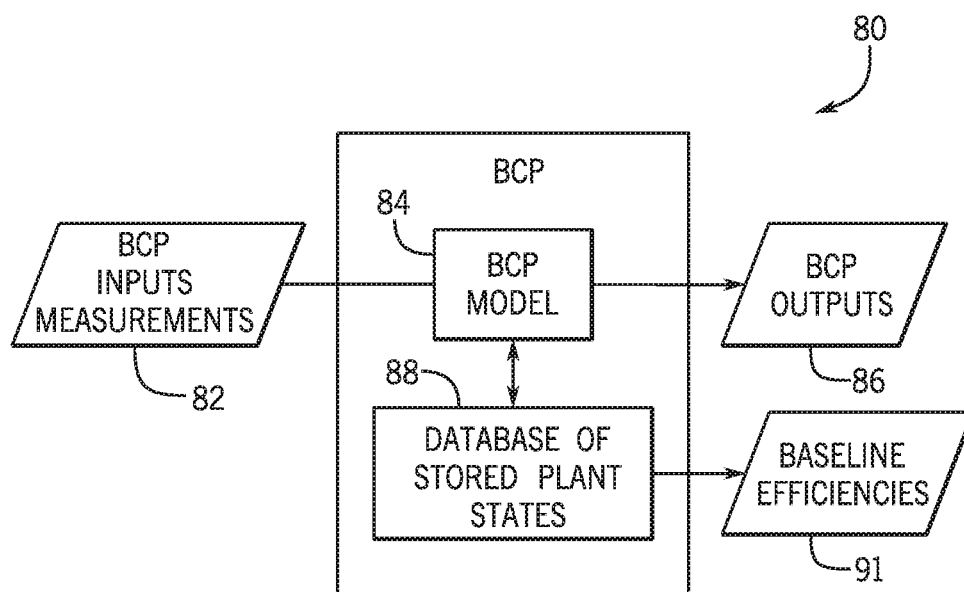 80
BCP
84
BCP
INPUTS
MEASUREMENTS
82
BCP
MODEL
BCP
OUTPUTS
86
88
DATABASE OF
STORED PLANT
STATES
BASELINE
EFFICIENCIES
91